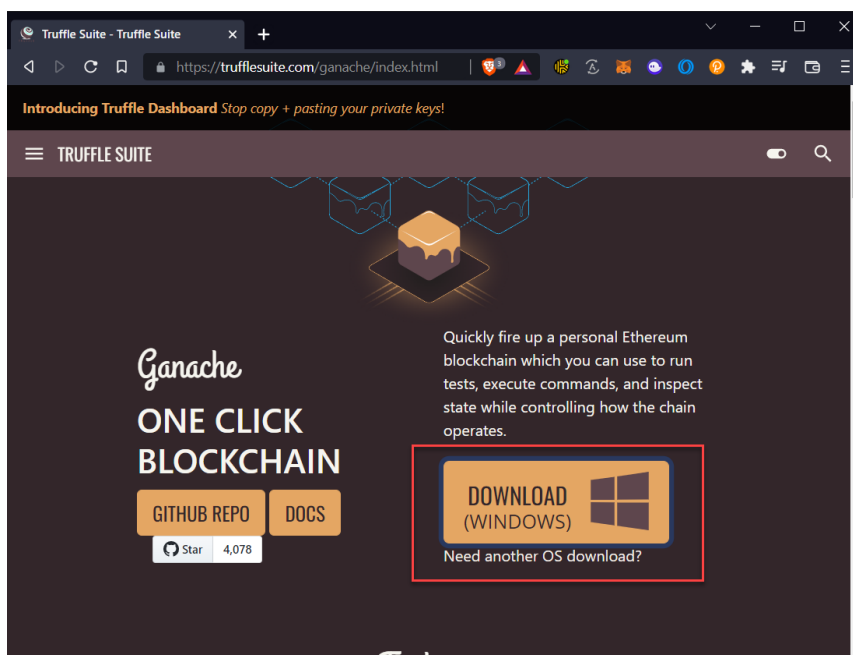 Truffle Suite - Truffle Suite
https://trufflesuite.com/ganache/index.html
Introducing Truffle Dashboard Stop copy + pasting your private keys!
TRUFFLE SUITE
Ganache
ONE CLICK
BLOCKCHAIN
GITHUB REPO
DOCS
Star
4,078
Quickly fire up a personal Ethereum
blockchain which you can use to run
tests, execute commands, and inspect
state while controlling how the chain
operates.
DOWNLOAD
(WINDOWS)
Need another OS download?